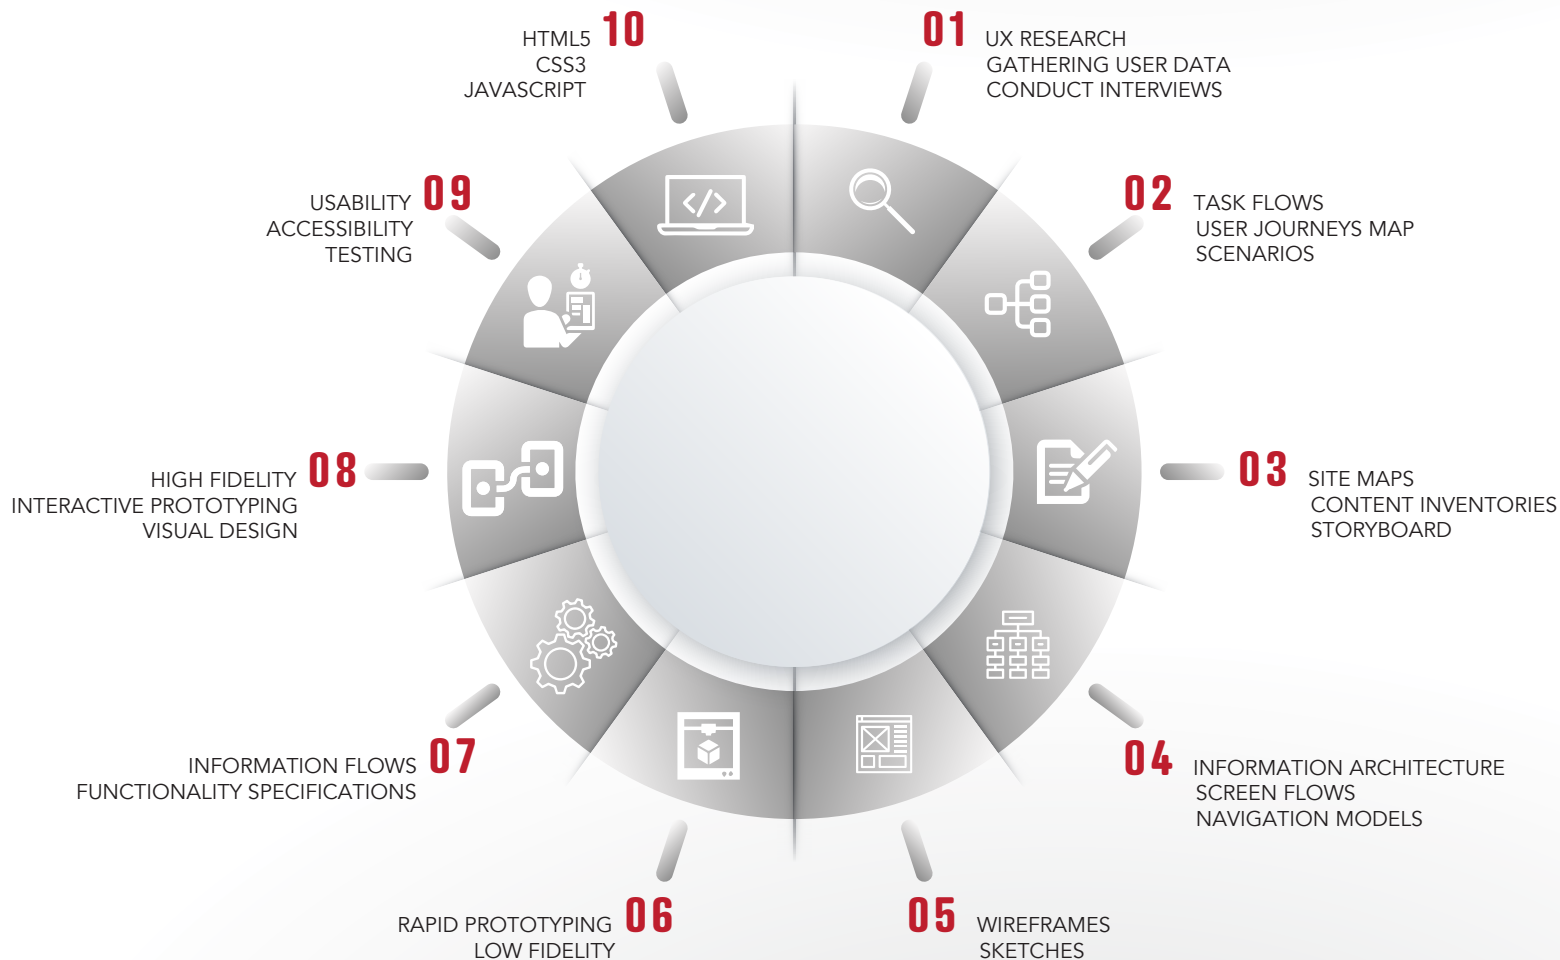 01
UX RESEARCH
GATHERING USER DATA
CONDUCT INTERVIEWS
02
TASK FLOWS
USER JOURNEYS MAP
SCENARIOS
03
SITE MAPS
CONTENT INVENTORIES
STORYBOARD
04
INFORMATION ARCHITECTURE
SCREEN FLOWS
NAVIGATION MODELS
05
WIREFRAMES
SKETCHES
06
RAPID PROTOTYPING
LOW FIDELITY
07
INFORMATION FLOWS
FUNCTIONALITY SPECIFICATIONS
08
HIGH FIDELITY
INTERACTIVE PROTOTYPING
VISUAL DESIGN
09
USABILITY
ACCESSIBILITY
TESTING
10
HTML5
CSS3
JAVASCRIPT
</>